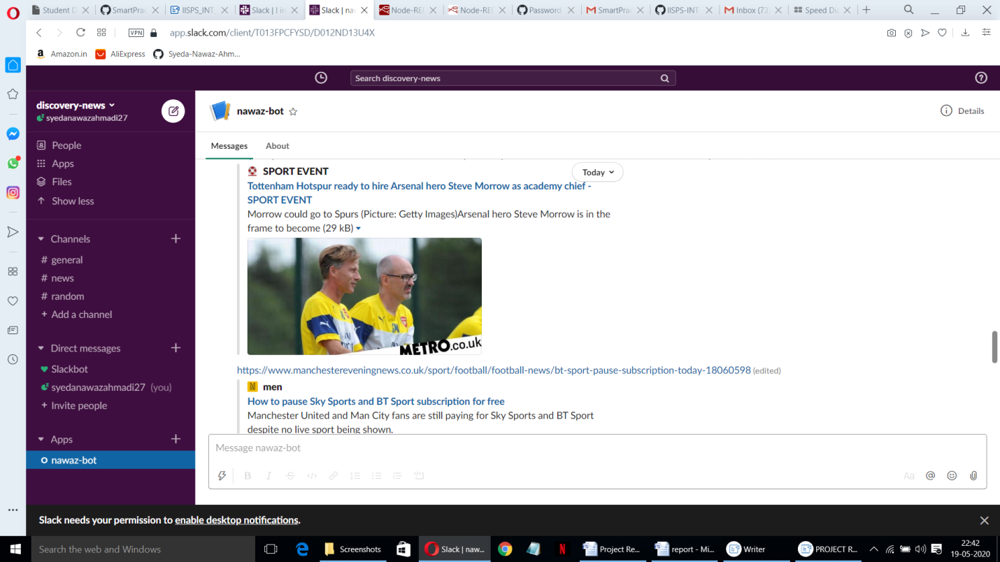 Student D
SmartPrac
IISPS_INT_
Slack | ! in
Slack | na
Node-RE
Node-RE
Password
SmartPra
IISPS-INT-
Inbox (73
Speed Dia
VPN
app.slack.com/client/T013FPCFYSD/D012ND13U4X
Amazon.in
AliExpress
Syeda-Nawaz-Ahm...
Search discovery-news
discovery-news
syedanawazahmadi27
People
Apps
Files
Show less
Channels
# general
# news
# random
+ Add a channel
Direct messages
Slackbot
syedanawazahmadi27 (you)
+ Invite people
Apps
nawaz-bot
nawaz-bot
Details
Messages
About
Today
SPORT EVENT
Tottenham Hotspur ready to hire Arsenal hero Steve Morrow as academy chief -
SPORT EVENT
Morrow could go to Spurs (Picture: Getty Images)Arsenal hero Steve Morrow is in the
frame to become (29 kB)
SM
METRO.co.uk
https://www.manchestereveningnews.co.uk/sport/football/football-news/bt-sport-pause-subscription-today-18060598 (edited)
men
How to pause Sky Sports and BT Sport subscription for free
Manchester United and Man City fans are still paying for Sky Sports and BT Sport
despite no live sport being shown.
Message nawaz-bot
B
I
S
Aa
@
Slack needs your permission to enable desktop notifications.
Search the web and Windows
Screenshots
Slack | naw...
Project Re...
report - Mi...
Writer
PROJECT R...
22:42
19-05-2020